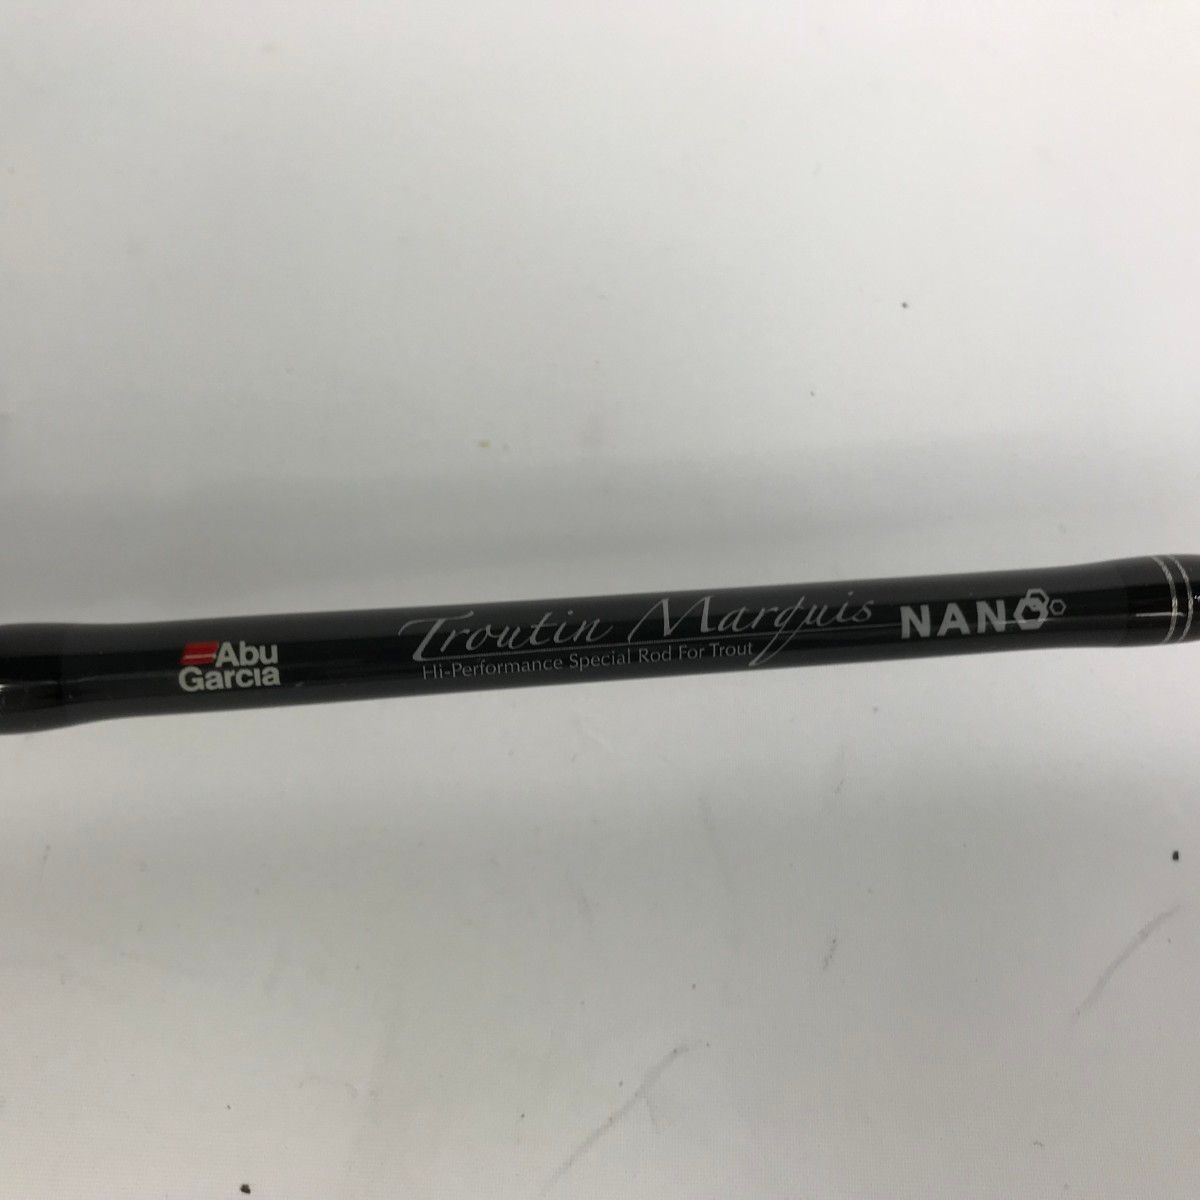 Abu
Garcia
Troutin Marquis NANO
Hi-Performance Special Rod For Trout